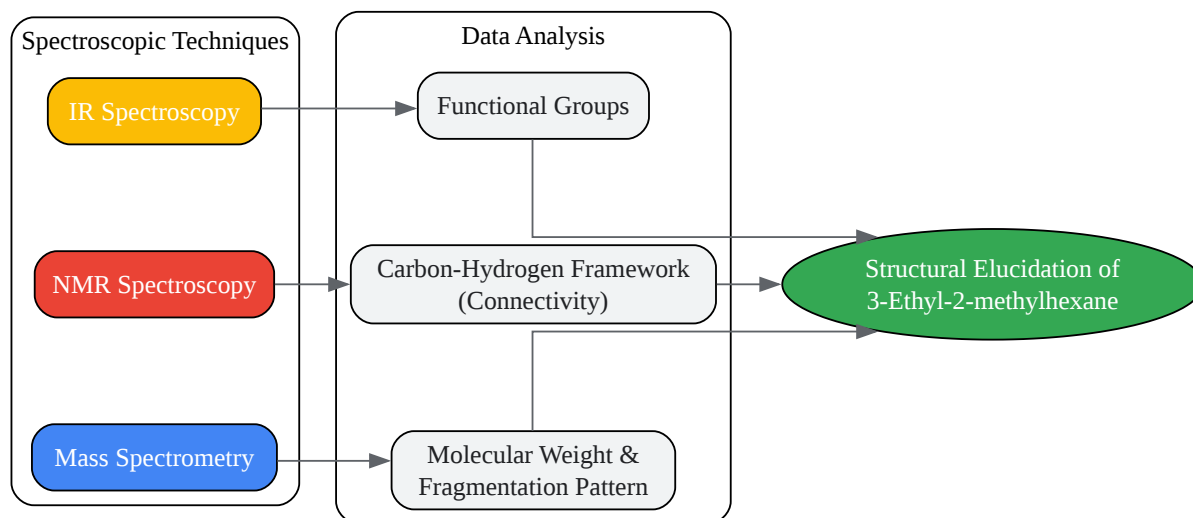 Spectroscopic Techniques
Data Analysis
IR Spectroscopy
Functional Groups
NMR Spectroscopy
Carbon-Hydrogen Framework
(Connectivity)
Structural Elucidation of
3-Ethyl-2-methylhexane
Mass Spectrometry
Molecular Weight &
Fragmentation Pattern